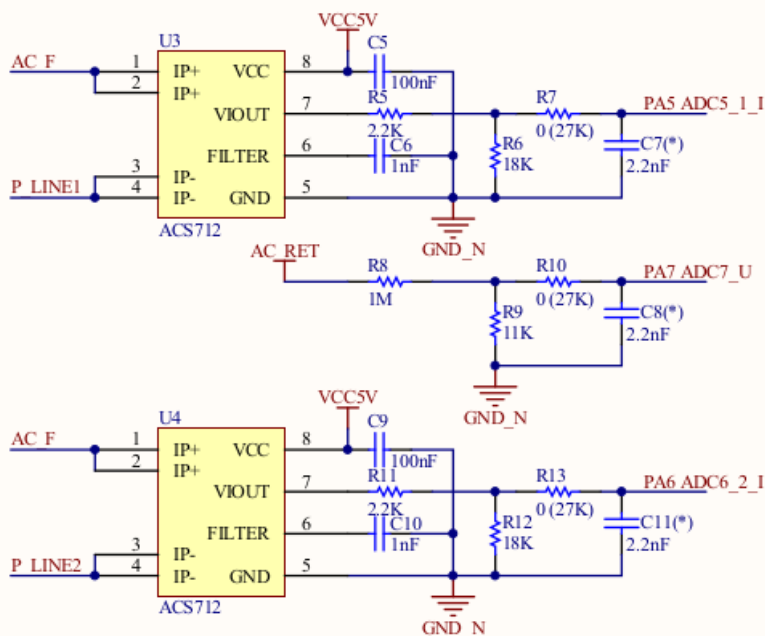 VCC5V
U3
C5
AC_F
1
IP+
VCC
8
100nF
2
IP+
R5
R7
PA5 ADC5_1_I
VIOUT
7
2.2K
0 (27K)
C6
R6
C7(*)
FILTER
6
1nF
18K
2.2nF
3
IP-
P_LINE1
4
IP-
GND
5
ACS712
GND_N
AC_RET
R8
R10
PA7 ADC7_U
1M
0 (27K)
R9
C8(*)
11K
2.2nF
VCC5V
GND_N
U4
C9
AC_F
1
IP+
VCC
8
100nF
2
IP+
R11
R13
PA6 ADC6_2_I
VIOUT
7
2.2K
0 (27K)
C10
R12
C11(*)
FILTER
6
1nF
18K
2.2nF
3
IP-
P_LINE2
4
IP-
GND
5
ACS712
GND_N